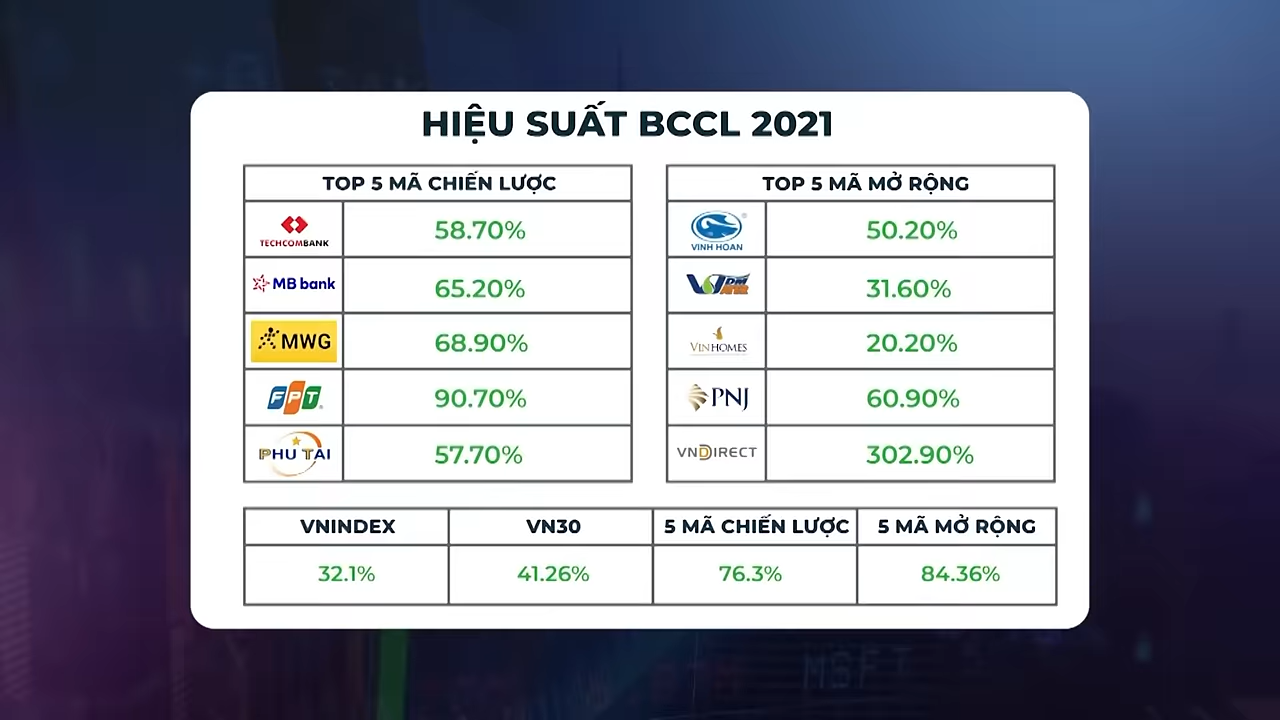 HIỆU SUẤT BCCL 2021
TOP 5 MÃ CHIẾN LƯỢC
TECHCOMBANK 58.70%
MB bank 65.20%
MWG 68.90%
FPT 90.70%
PHU TAI 57.70%
TOP 5 MÃ MỞ RỘNG
VINH HOAN 50.20%
31.60%
VINHOMES 20.20%
PNJ 60.90%
VNDIRECT 302.90%
VNINDEX VN30 5 MÃ CHIẾN LƯỢC 5 MÃ MỞ RỘNG
32.1% 41.26% 76.3% 84.36%
MSFT